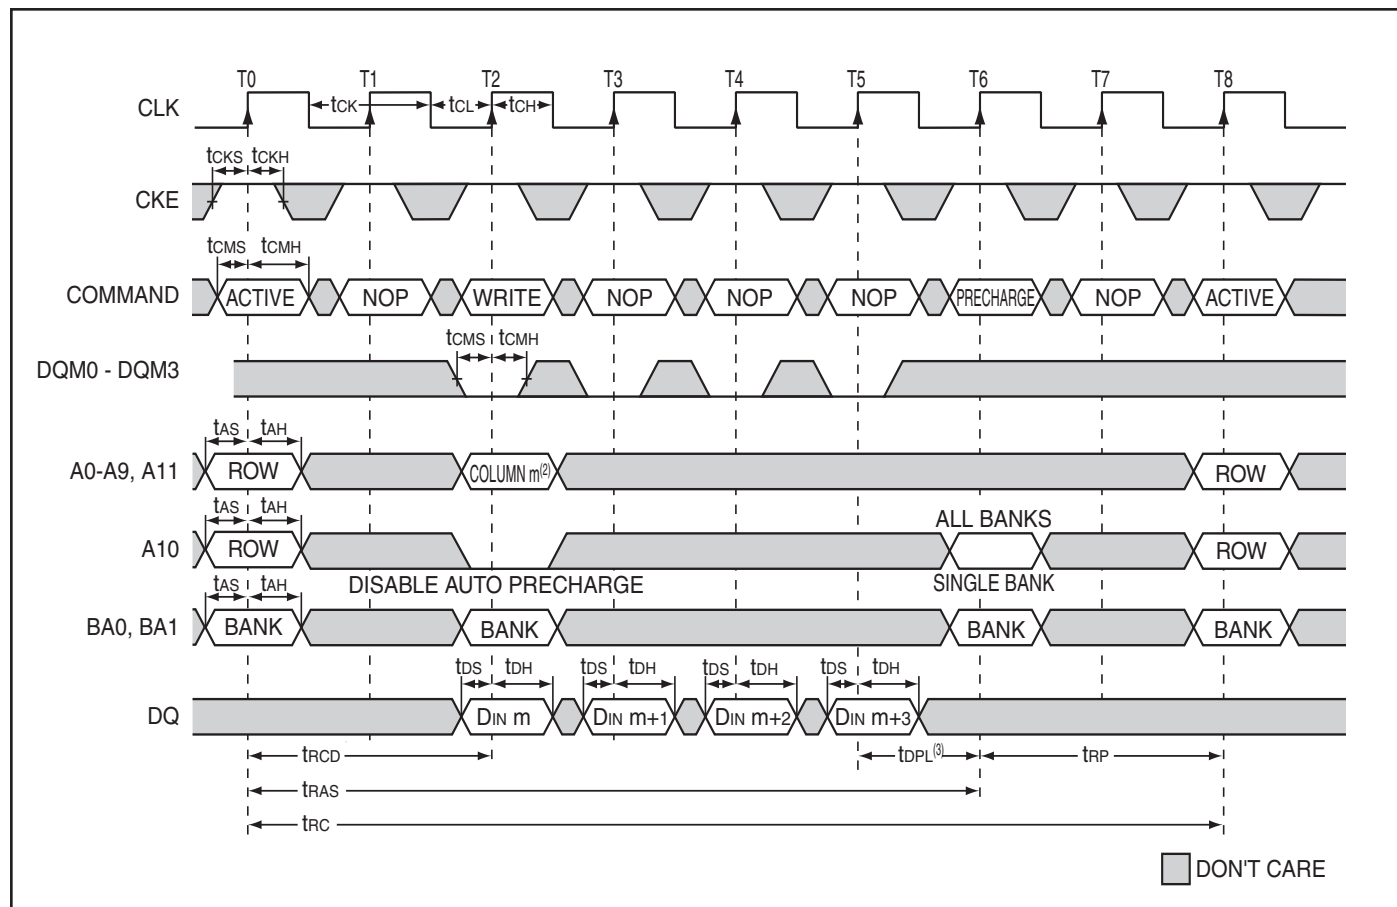 T0 T1 T2 T3 T4 T5 T6 T7 T8
CLK tCK tCL tCH
tCKS tCKH
CKE
tCMS tCMH
COMMAND ACTIVE NOP WRITE NOP NOP NOP PRECHARGE NOP ACTIVE
tCMS tCMH
DQM0 - DQM3
tAS tAH
A0-A9, A11 ROW COLUMN m(2) ROW
tAS tAH ALL BANKS
A10 ROW ROW
DISABLE AUTO PRECHARGE SINGLE BANK
tAS tAH
BA0, BA1 BANK BANK BANK BANK
tDS tDH tDS tDH tDS tDH tDS tDH
DQ DIN m DIN m+1 DIN m+2 DIN m+3
tRCD tDPL(3) tRP
tRAS
tRC
DON'T CARE